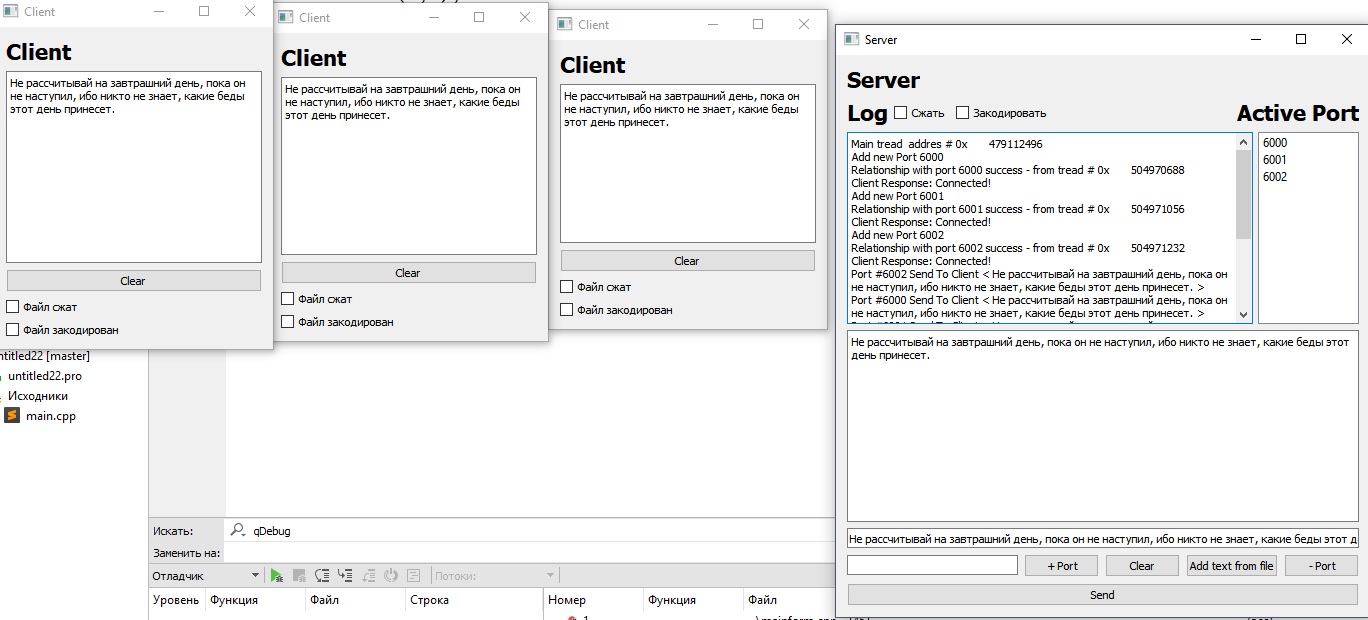 Client
Client
Не рассчитывай на завтрашний день, пока он
не наступил, ибо никто не знает, какие беды
этот день принесет.
Clear
Файл сжат
Файл закодирован
Client
Client
Не рассчитывай на завтрашний день, пока он
не наступил, ибо никто не знает, какие беды
этот день принесет.
Clear
Файл сжат
Файл закодирован
Client
Client
Не рассчитывай на завтрашний день, пока он
не наступил, ибо никто не знает, какие беды
этот день принесет.
Clear
Файл сжат
Файл закодирован
Server
Server
Log Сжать Закодировать Active Port
Main tread addres # 0x 479112496
Add new Port 6000
Relationship with port 6000 success - from tread # 0x 504970688
Client Response: Connected!
Add new Port 6001
Relationship with port 6001 success - from tread # 0x 504971056
Client Response: Connected!
Add new Port 6002
Relationship with port 6002 success - from tread # 0x 504971232
Client Response: Connected!
Port #6002 Send To Client < Не рассчитывай на завтрашний день, пока он
не наступил, ибо никто не знает, какие беды этот день принесет. >
Port #6000 Send To Client < Не рассчитывай на завтрашний день, пока он
не наступил, ибо никто не знает, какие беды этот день принесет. >
6000
6001
6002
Не рассчитывай на завтрашний день, пока он не наступил, ибо никто не знает, какие беды этот
день принесет.
Не рассчитывай на завтрашний день, пока он не наступил, ибо никто не знает, какие беды этот д
+ Port Clear Add text from file - Port
Send
ntitled22 [master]
untitled22.pro
Исходники
main.cpp
Искать: qDebug
Заменить на:
Отладчик Потоки:
Уровень Функция Файл Строка Номер Функция Файл